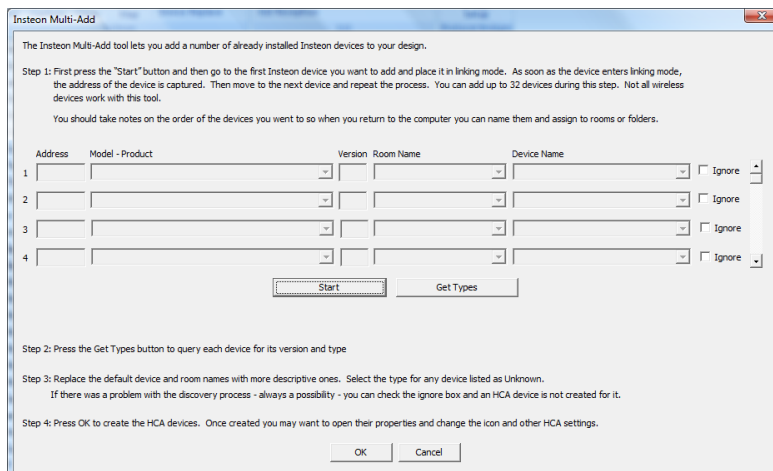 Insteon Multi-Add
The Insteon Multi-Add tool lets you add a number of already installed Insteon devices to your design.
Step 1: First press the "Start" button and then go to the first Insteon device you want to add and place it in linking mode. As soon as the device enters linking mode,
the address of the device is captured. Then move to the next device and repeat the process. You can add up to 32 devices during this step. Not all wireless
devices work with this tool.
You should take notes on the order of the devices you went to so when you return to the computer you can name them and assign to rooms or folders.
Address Model - Product Version Room Name Device Name
1 Ignore
2 Ignore
3 Ignore
4 Ignore
Start Get Types
Step 2: Press the Get Types button to query each device for its version and type
Step 3: Replace the default device and room names with more descriptive ones. Select the type for any device listed as Unknown.
If there was a problem with the discovery process - always a possibility - you can check the ignore box and an HCA device is not created for it.
Step 4: Press OK to create the HCA devices. Once created you may want to open their properties and change the icon and other HCA settings.
OK Cancel